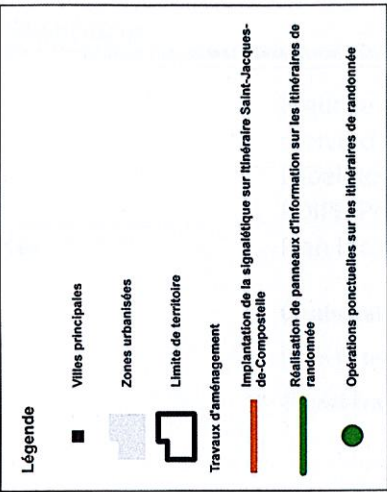 Légende
Villes principales
Zones urbanisées
Limite de territoire
Travaux d'aménagement
Implantation de la signalétique sur itinéraire Saint-Jacques-
de-Compostelle
Réalisation de panneaux d'information sur les itinéraires de
randonnée
Opérations ponctuelles sur les itinéraires de randonnée